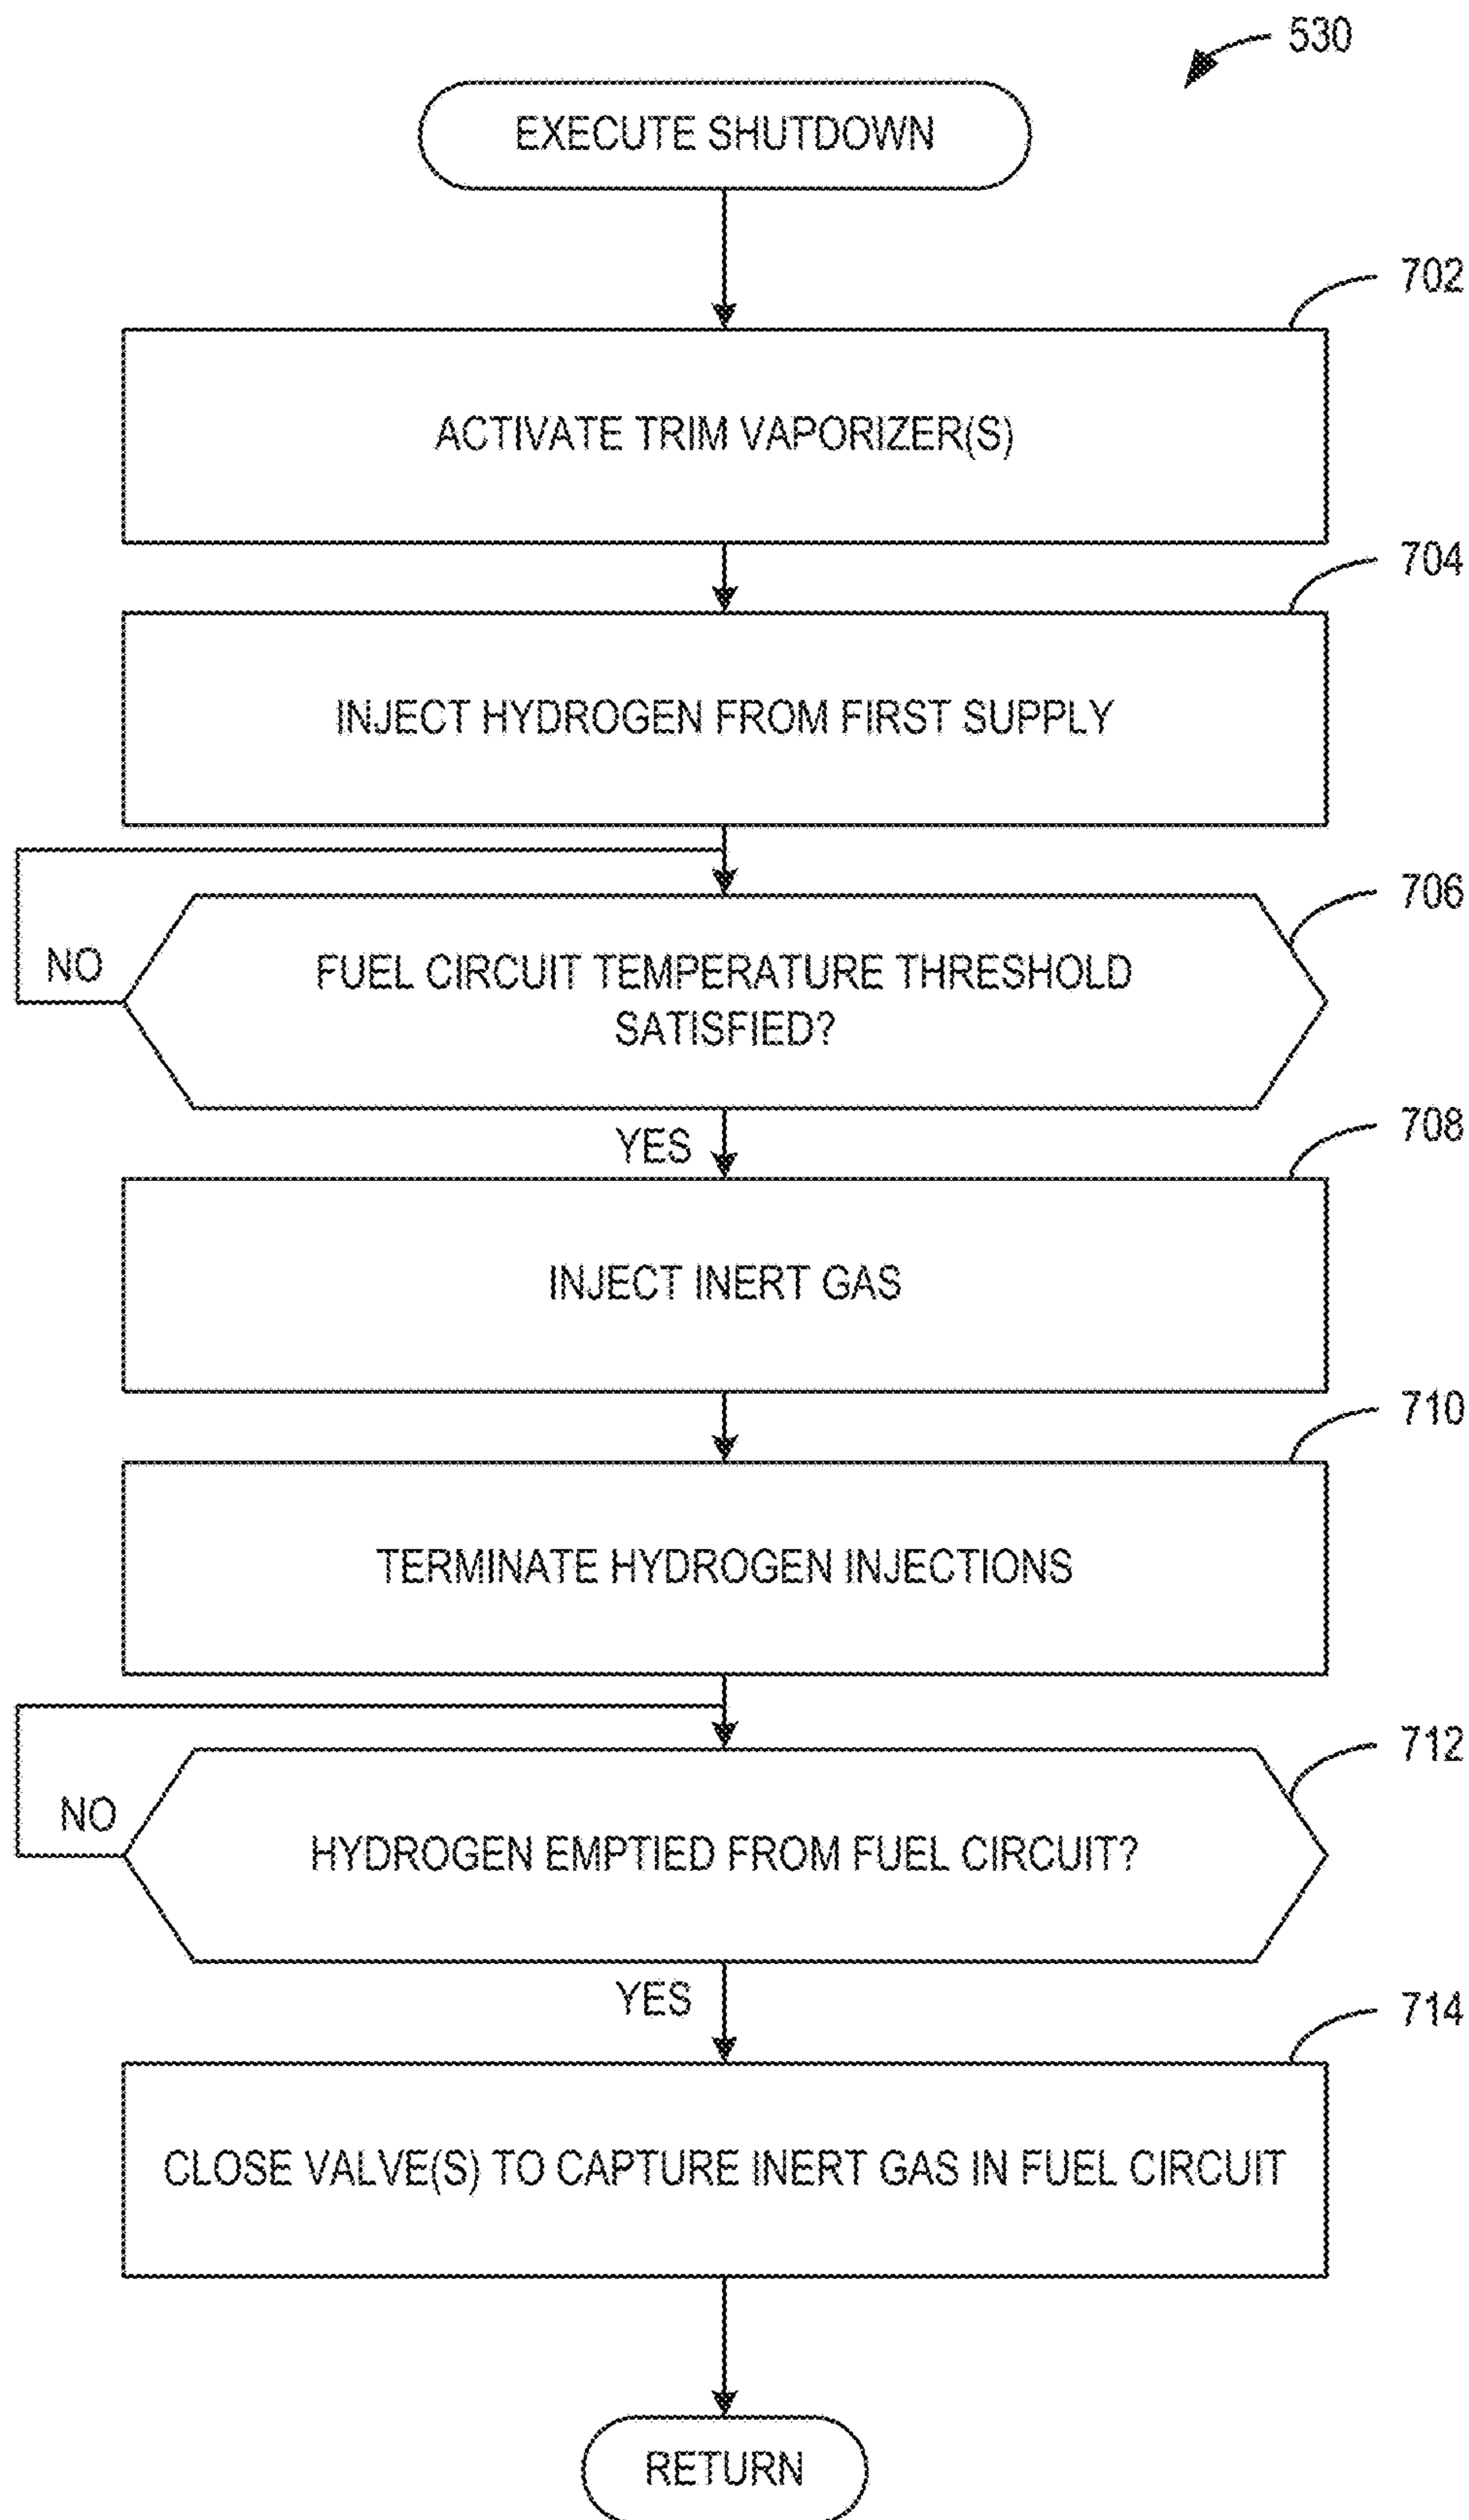 530
EXECUTE SHUTDOWN
702
ACTIVATE TRIM VAPORIZER(S)
704
INJECT HYDROGEN FROM FIRST SUPPLY
706
NO
FUEL CIRCUIT TEMPERATURE THRESHOLD
SATISFIED?
YES
708
INJECT INERT GAS
710
TERMINATE HYDROGEN INJECTIONS
712
NO
HYDROGEN EMPTIED FROM FUEL CIRCUIT?
YES
714
CLOSE VALVE(S) TO CAPTURE INERT GAS IN FUEL CIRCUIT
RETURN